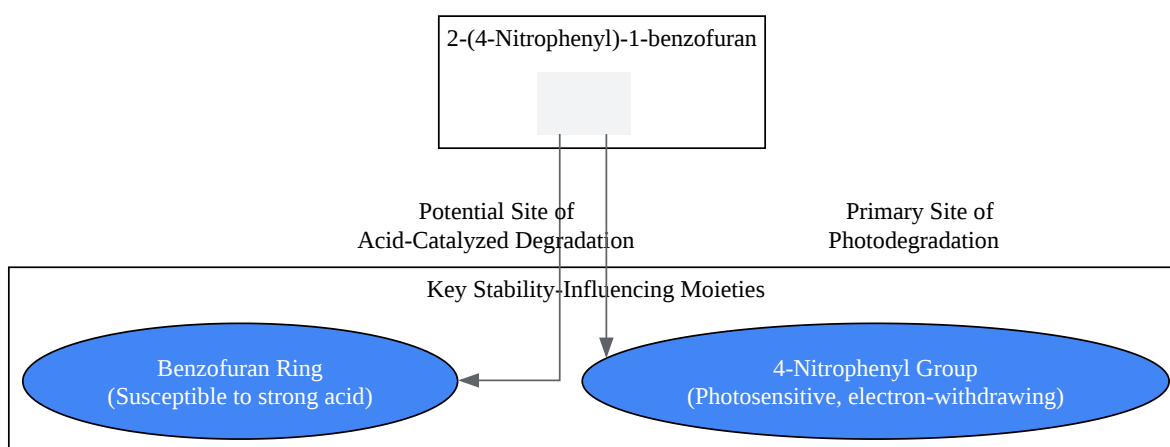 2-(4-Nitrophenyl)-1-benzofuran
Potential Site of
Acid-Catalyzed Degradation
Primary Site of
Photodegradation
Key Stability-Influencing Moieties
Benzofuran Ring
(Susceptible to strong acid)
4-Nitrophenyl Group
(Photosensitive, electron-withdrawing)